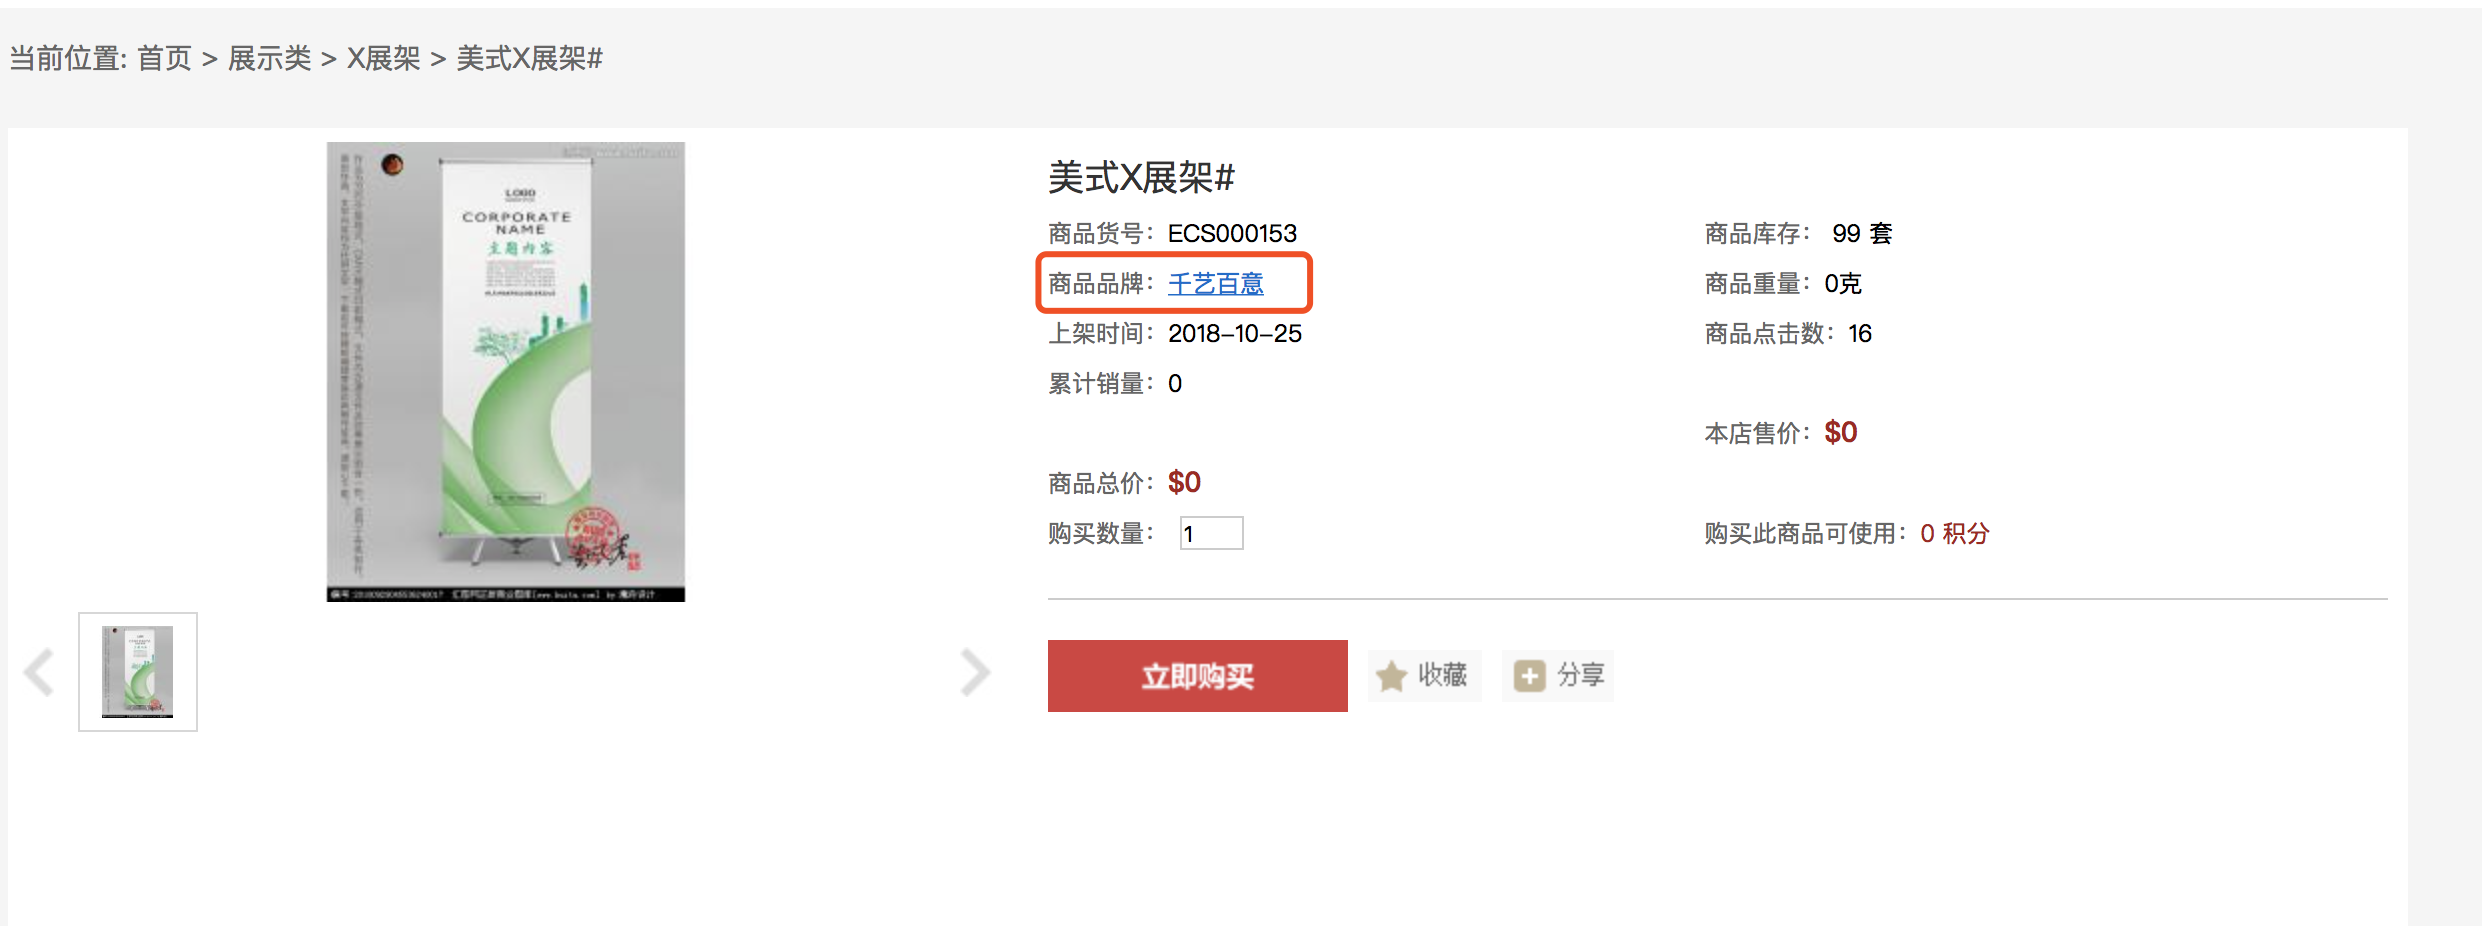 当前位置: 首页 > 展示类 > X展架 > 美式X展架#
LOGO
CORPORATE
NAME
主题内容
美式X展架#
商品货号：ECS000153
商品库存： 99 套
商品品牌：千艺百意
商品重量：0克
上架时间：2018-10-25
商品点击数：16
累计销量：0
本店售价：$0
商品总价：$0
购买数量： 1
购买此商品可使用：0 积分
立即购买
收藏
分享